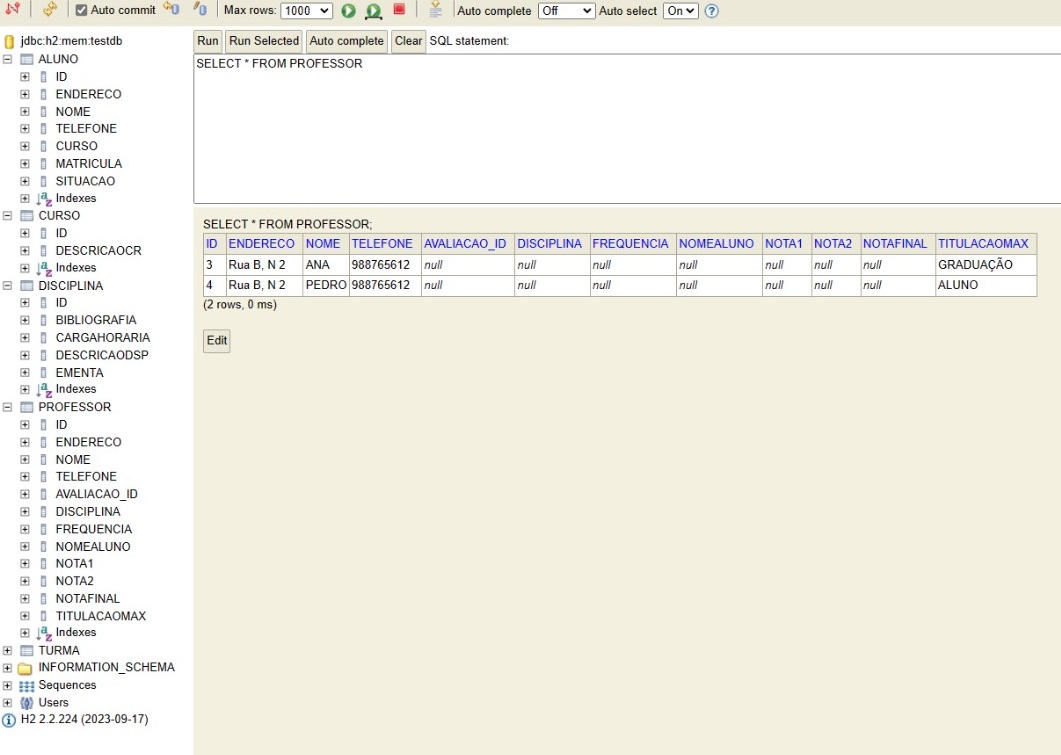 Auto commit Max rows: 1000 Auto complete Off Auto select On
jdbc:h2:mem:testdb
ALUNO
ID
ENDERECO
NOME
TELEFONE
CURSO
MATRICULA
SITUACAO
Indexes
CURSO
ID
DESCRICAOCR
Indexes
DISCIPLINA
ID
BIBLIOGRAFIA
CARGAHORARIA
DESCRICAODSP
EMENTA
Indexes
PROFESSOR
ID
ENDERECO
NOME
TELEFONE
AVALIACAO_ID
DISCIPLINA
FREQUENCIA
NOMEALUNO
NOTA1
NOTA2
NOTAFINAL
TITULACAOMAX
Indexes
TURMA
INFORMATION_SCHEMA
Sequences
Users
H2 2.2.224 (2023-09-17)
Run Run Selected Auto complete Clear SQL statement:
SELECT * FROM PROFESSOR
SELECT * FROM PROFESSOR;
ID ENDERECO NOME TELEFONE AVALIACAO_ID DISCIPLINA FREQUENCIA NOMEALUNO NOTA1 NOTA2 NOTAFINAL TITULACAOMAX
3 Rua B, N 2 ANA 988765612 null null null null null null null GRADUAÇÃO
4 Rua B, N 2 PEDRO 988765612 null null null null null null null ALUNO
(2 rows, 0 ms)
Edit